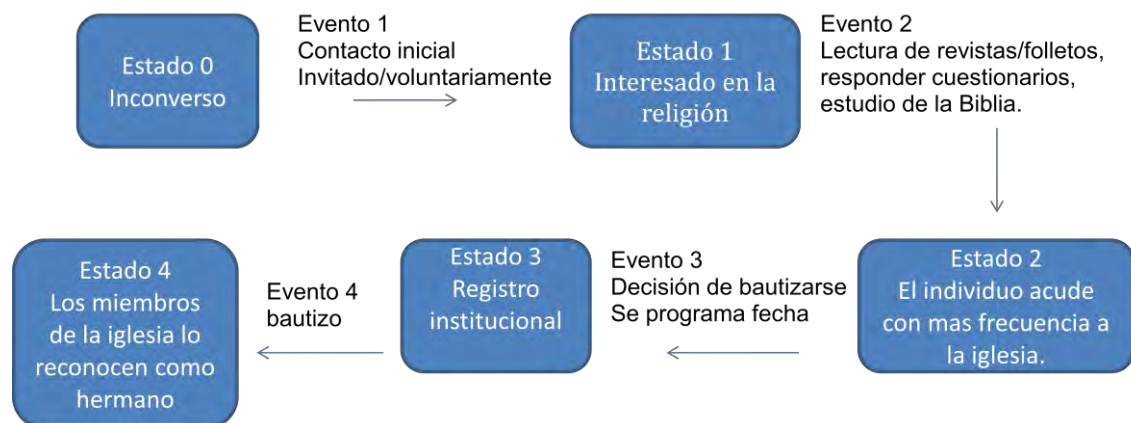 Estado 0
Inconverso
Evento 1
Contacto inicial
Invitado/voluntariamente
Estado 1
Interesado en la
religión
Evento 2
Lectura de revistas/folletos,
responder cuestionarios,
estudio de la Biblia.
Estado 2
El individuo acude
con mas frecuencia a
la iglesia.
Evento 3
Decisión de bautizarse
Se programa fecha
Estado 3
Registro
institucional
Evento 4
bautizo
Estado 4
Los miembros
de la iglesia lo
reconocen como
hermano